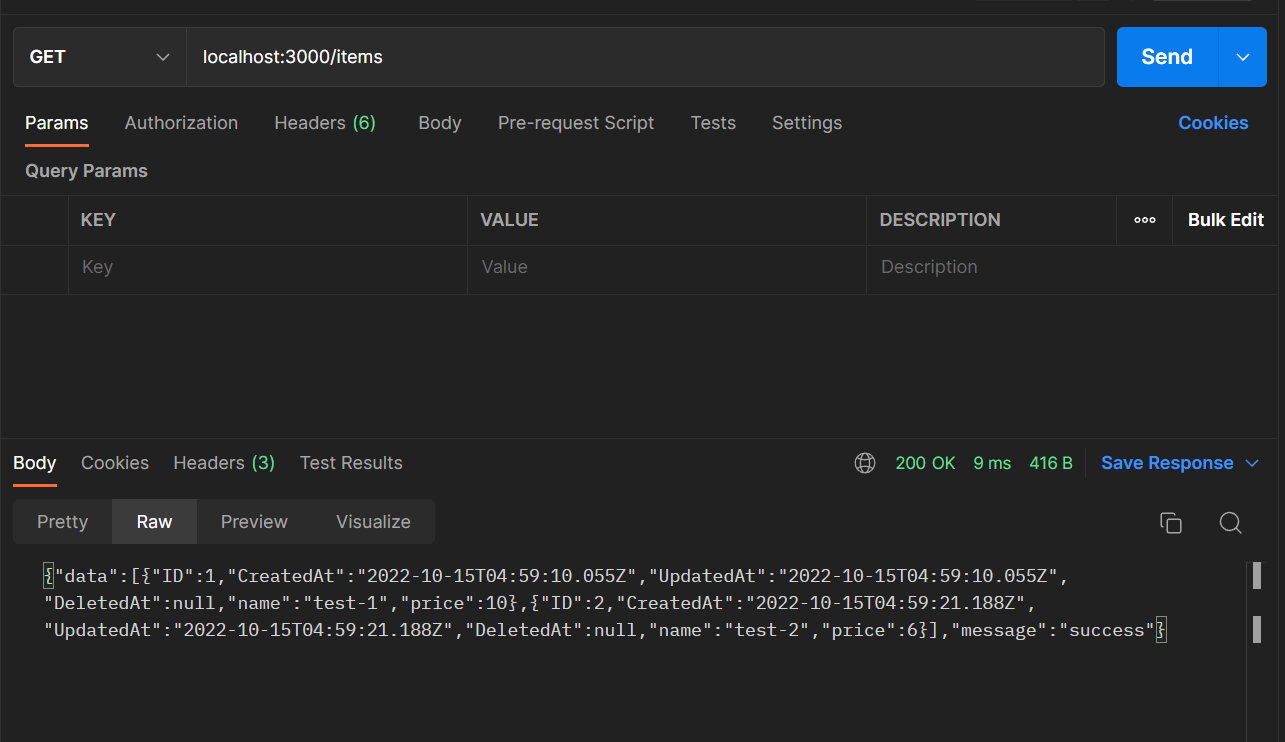 GET localhost:3000/items Send
Params Authorization Headers (6) Body Pre-request Script Tests Settings Cookies
Query Params
KEY VALUE DESCRIPTION Bulk Edit
Key Value Description
Body Cookies Headers (3) Test Results 200 OK 9 ms 416 B Save Response
Pretty Raw Preview Visualize
{"data":[{"ID":1,"CreatedAt":"2022-10-15T04:59:10.055Z","UpdatedAt":"2022-10-15T04:59:10.055Z",
"DeletedAt":null,"name":"test-1","price":10},{"ID":2,"CreatedAt":"2022-10-15T04:59:21.188Z",
"UpdatedAt":"2022-10-15T04:59:21.188Z","DeletedAt":null,"name":"test-2","price":6}],"message":"success"}